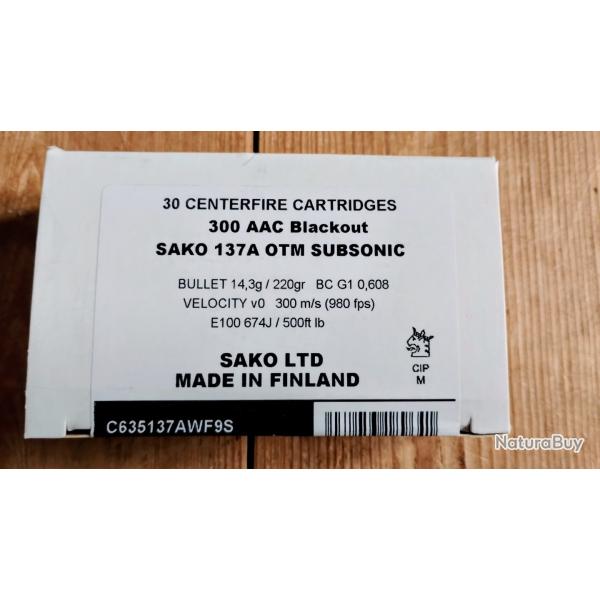 30 CENTERFIRE CARTRIDGES
300 AAC Blackout
SAKO 137A OTM SUBSONIC
BULLET 14,3g / 220gr BC G1 0,608
VELOCITY v0 300 m/s (980 fps)
E100 674J / 500ft lb
CIP
M
SAKO LTD
MADE IN FINLAND
C635137AWF9S
NaturaBuy